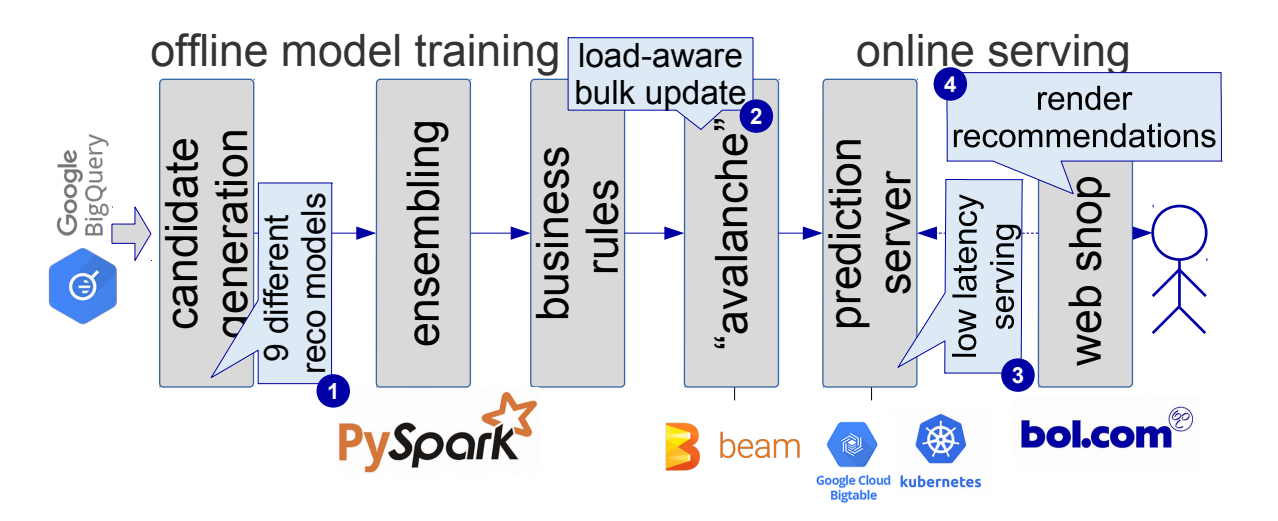 offline model training
online serving
load-aware
bulk update
2
4
render
recommendations
Google
BigQuery
candidate
generation
9 different
reco models
1
ensembling
business
rules
“avalanche”
prediction
server
low latency
serving
3
web shop
PySpark
beam
Google Cloud
Bigtable
kubernetes
bol.com